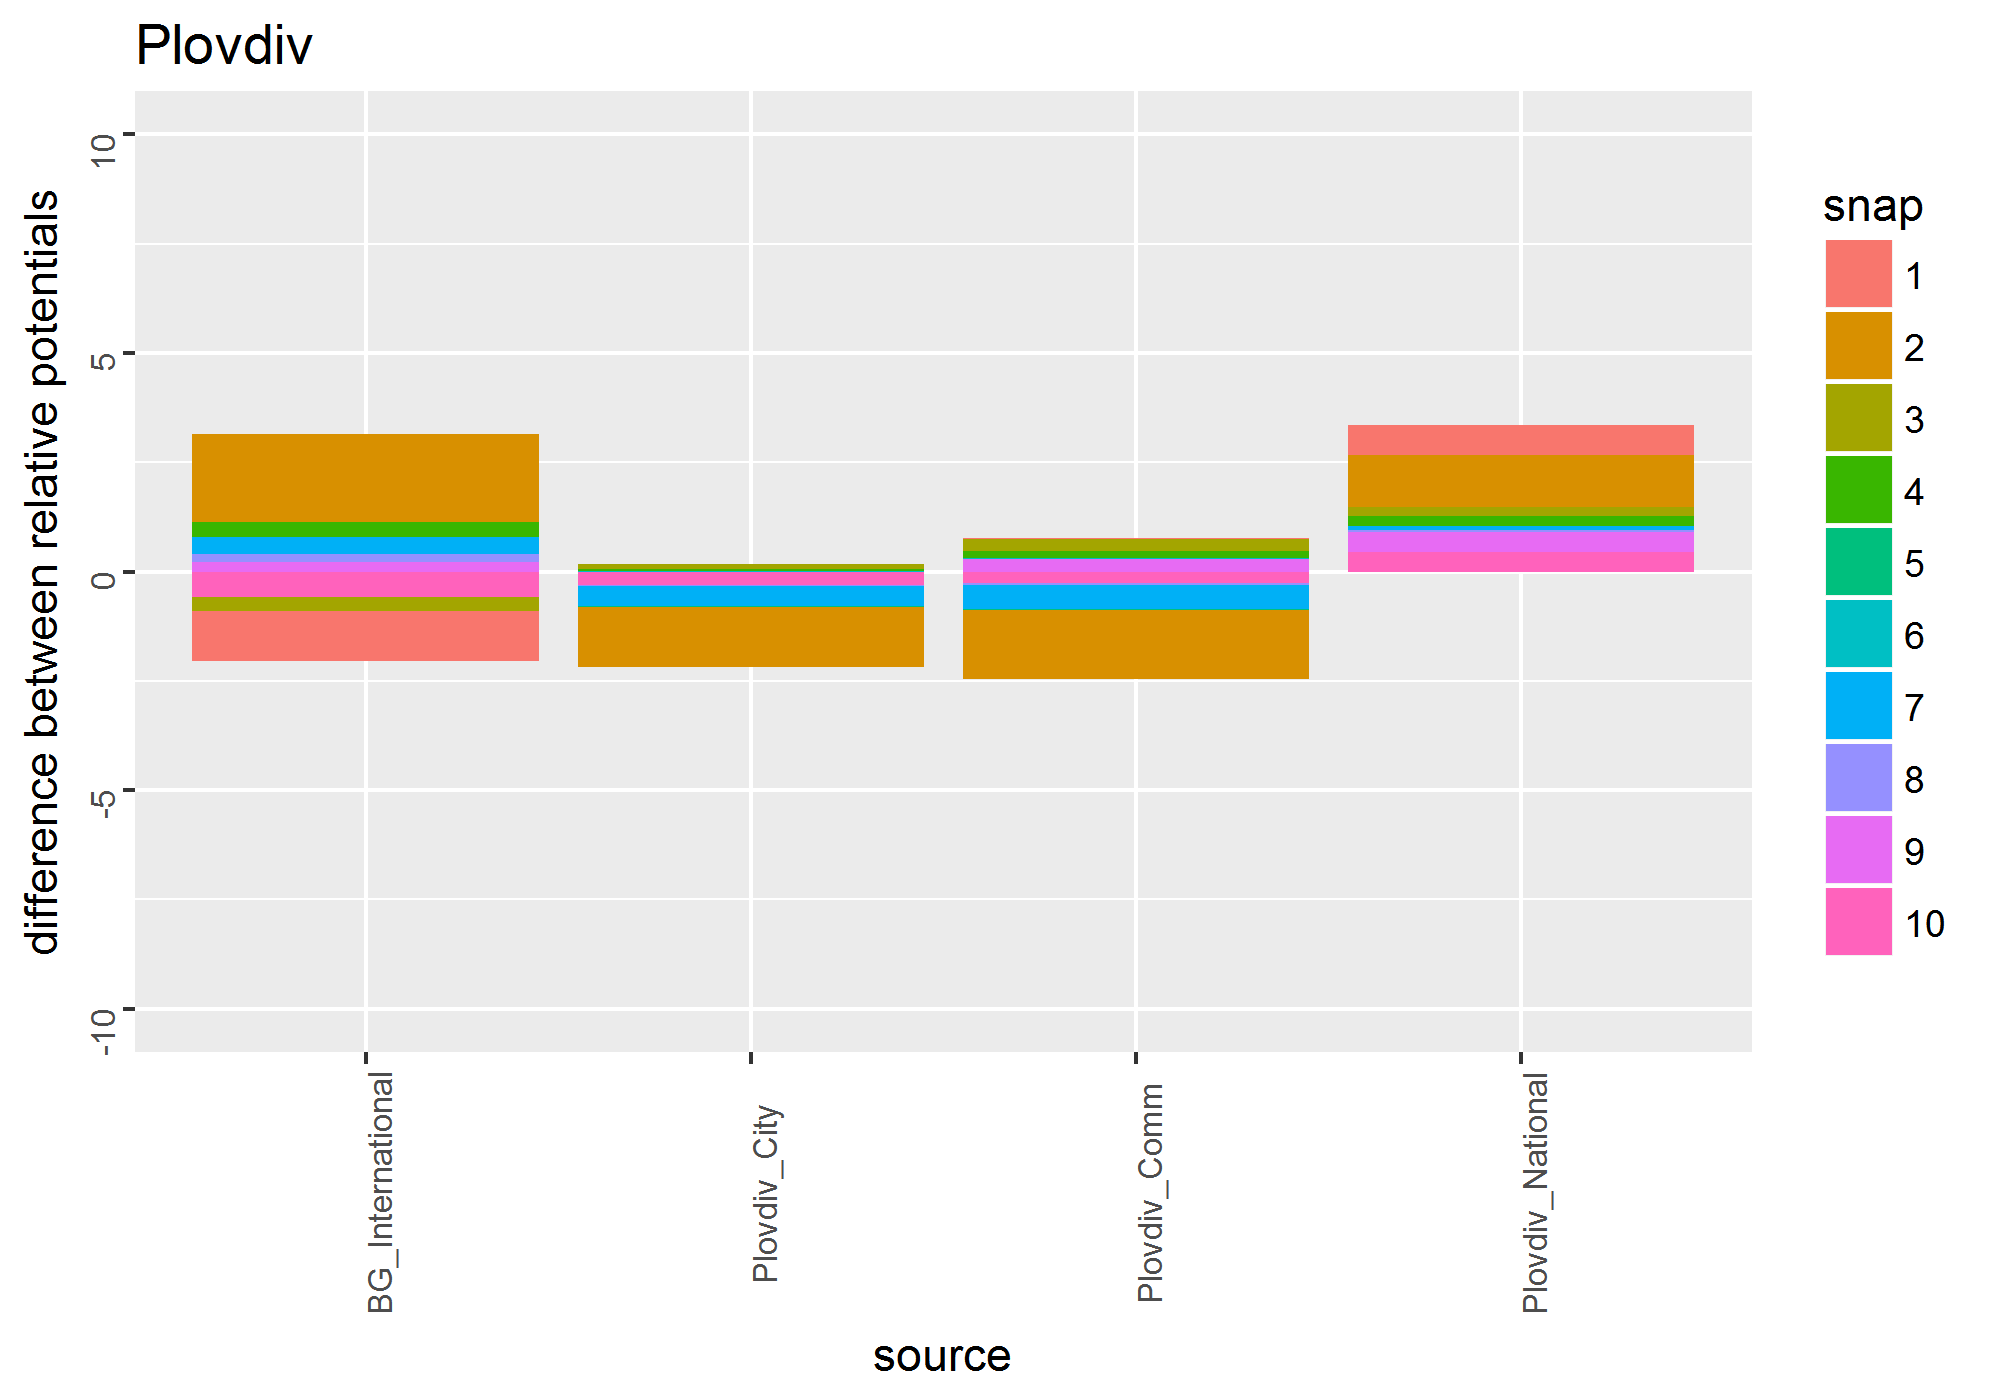 Plovdiv
difference between relative potentials
10
5
0
-5
-10
BG_International
Plovdiv_City
Plovdiv_Comm
Plovdiv_National
source
snap
1
2
3
4
5
6
7
8
9
10